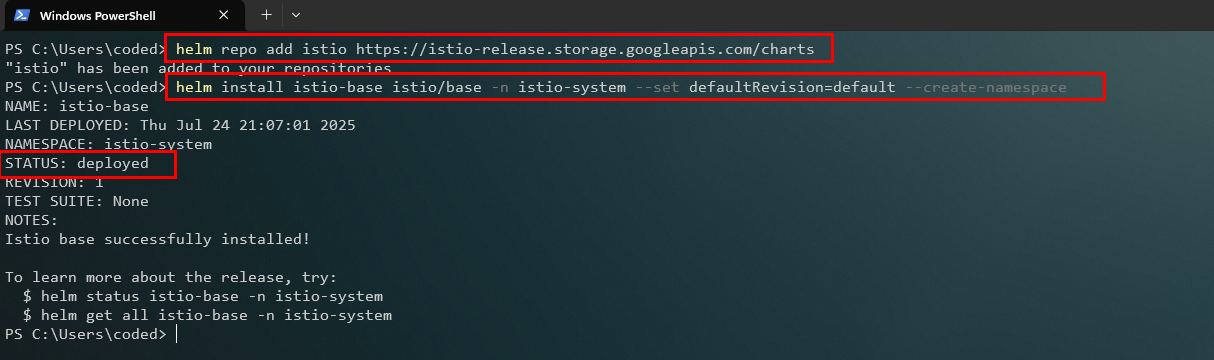 Windows PowerShell
PS C:\Users\coded> helm repo add istio https://istio-release.storage.googleapis.com/charts
"istio" has been added to your repositories
PS C:\Users\coded> helm install istio-base istio/base -n istio-system --set defaultRevision=default --create-namespace
NAME: istio-base
LAST DEPLOYED: Thu Jul 24 21:07:01 2025
NAMESPACE: istio-system
STATUS: deployed
REVISION: 1
TEST SUITE: None
NOTES:
Istio base successfully installed!
To learn more about the release, try:
$ helm status istio-base -n istio-system
$ helm get all istio-base -n istio-system
PS C:\Users\coded>